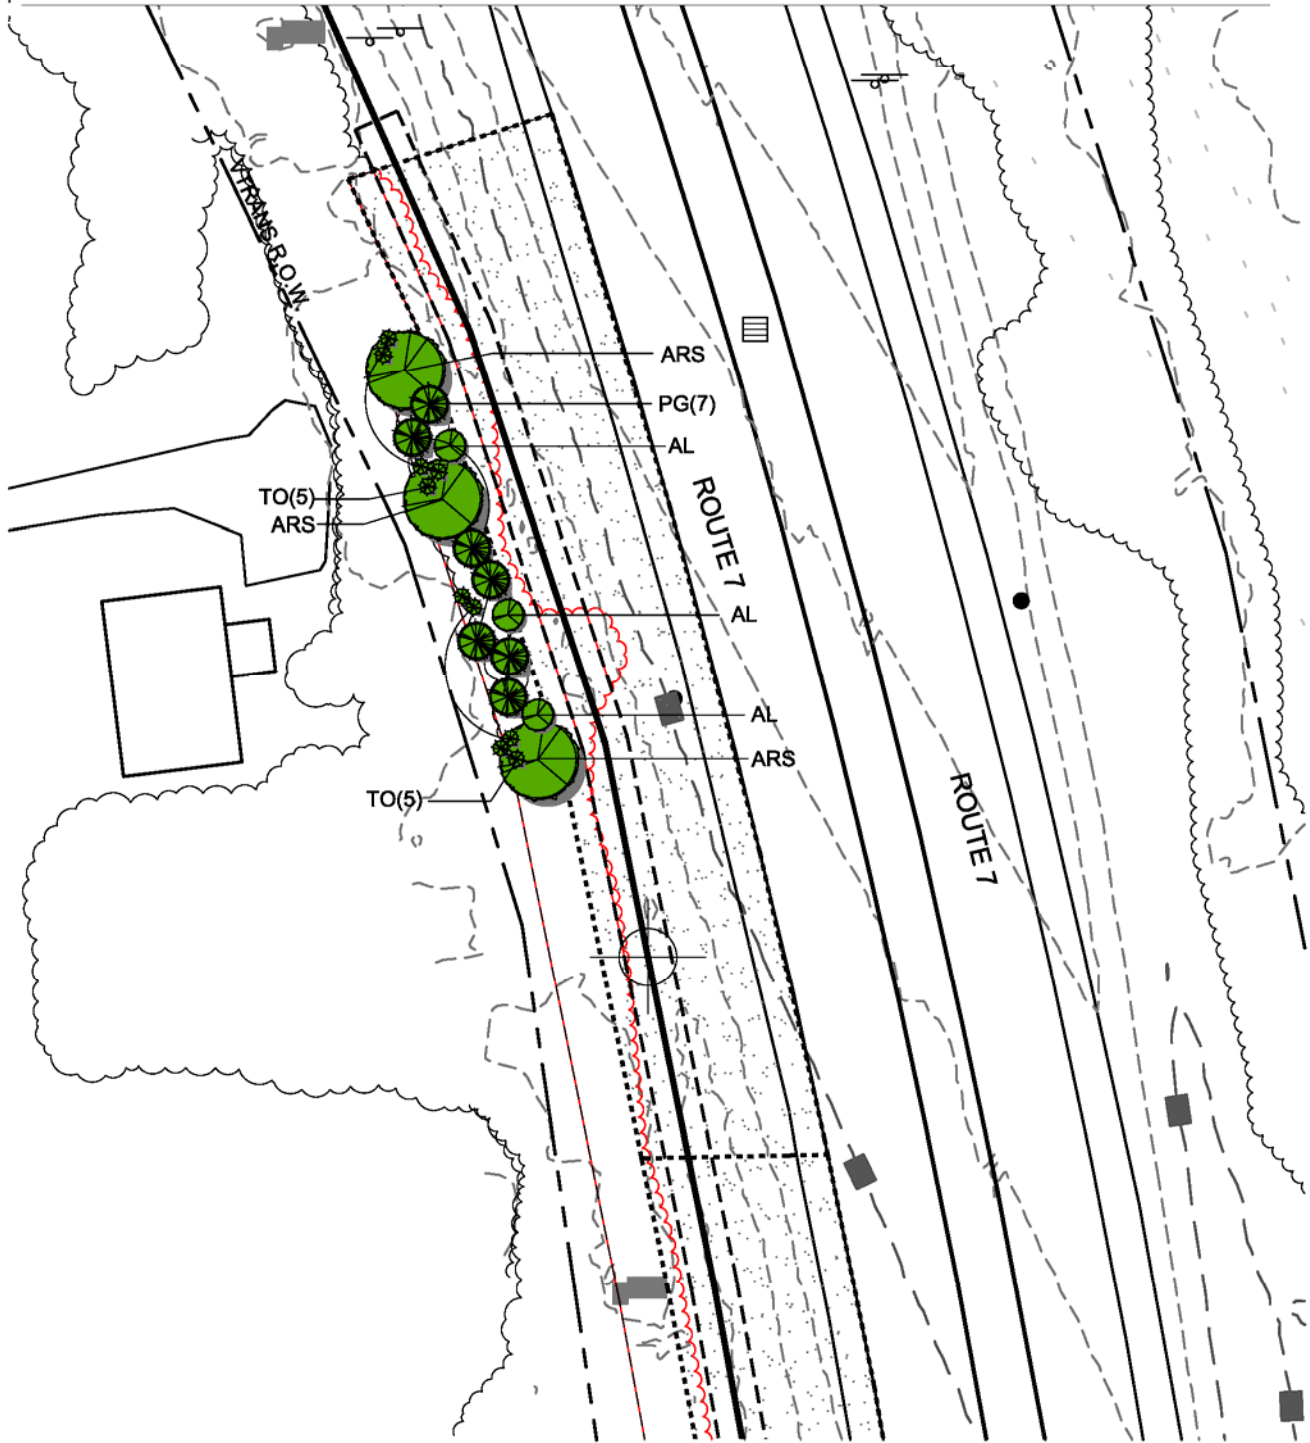 VTRANS R.O.W.
ARS
PG(7)
AL
TO(5)
ARS
ROUTE 7
AL
AL
ARS
TO(5)
ROUTE 7